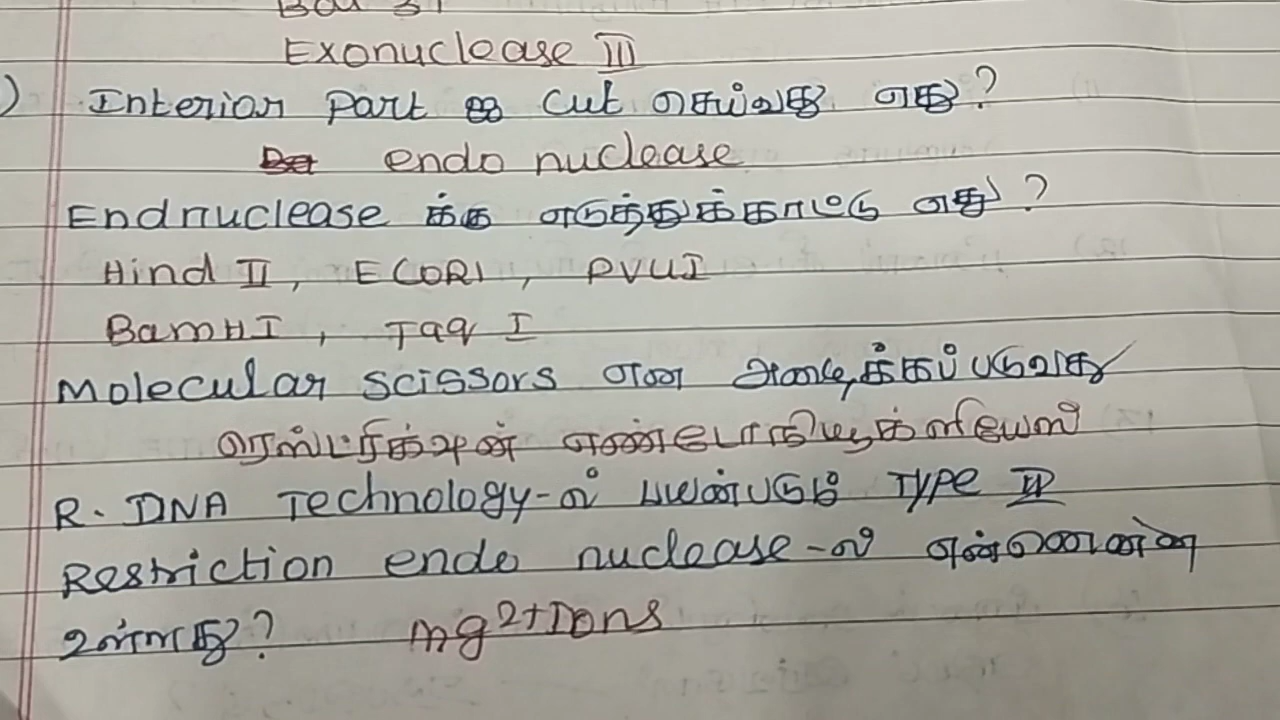 Bal 31
Exonuclease III
) Interior part ஐ cut செய்வது எது?
endo nuclease
Endnuclease க்கு எடுத்துக்காட்டு எது?
Hind II, ECORI, PVUI
BamHI, Taq I
Molecular scissors என அழைக்கப்படுவது
ரெஸ்ட்ரிக்ஷன் எண்டோநியூக்ளியேஸ்
R. DNA Technology-ல் பயன்படும் Type II
Restriction endo nuclease-ல் என்னென்ன
உள்ளது? mg2+Ions